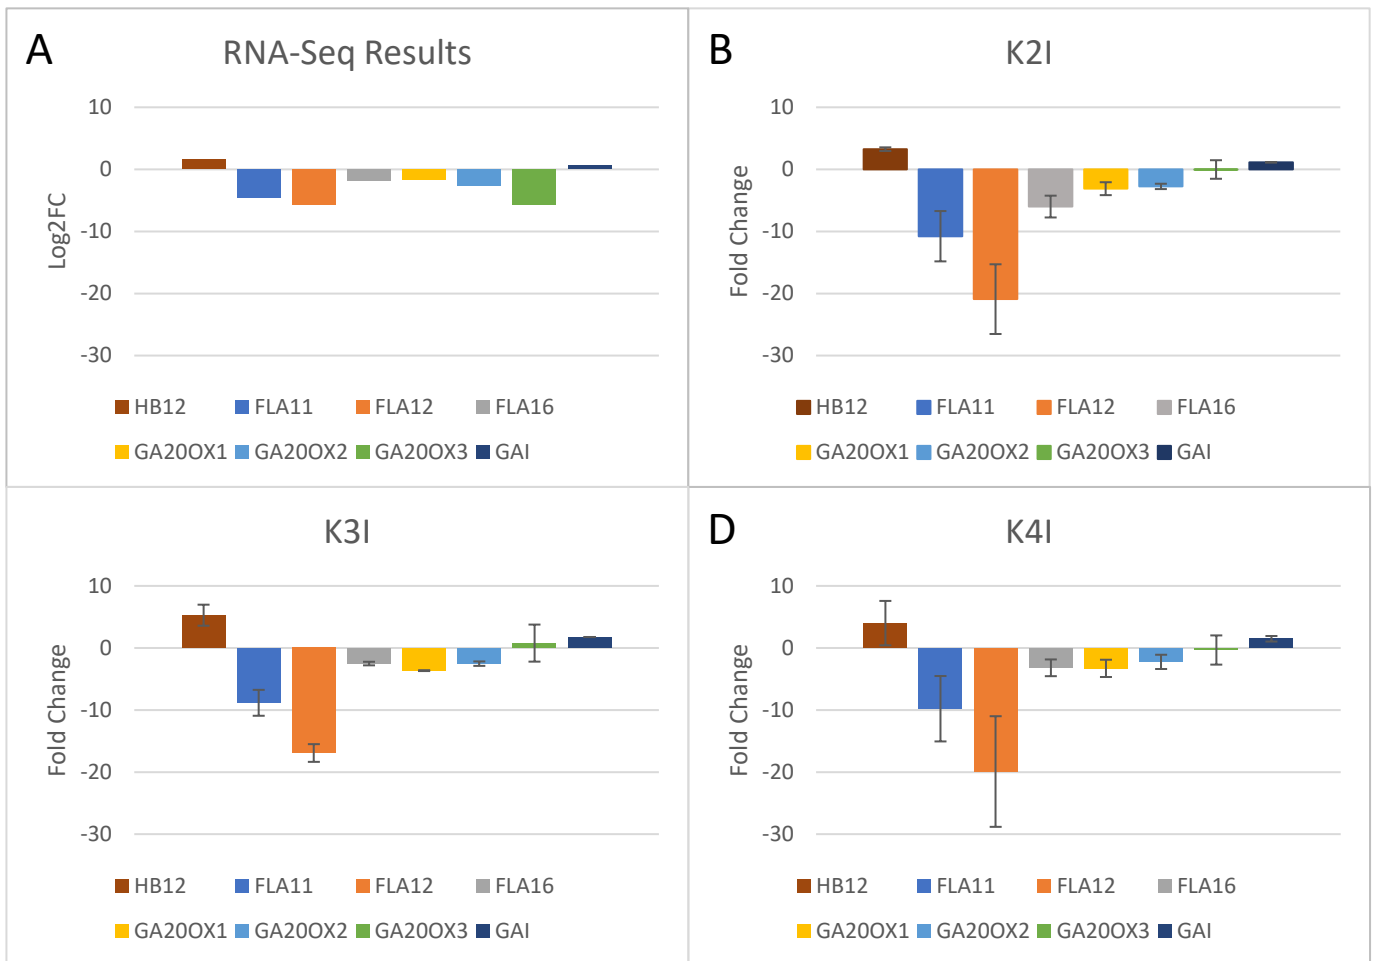 A
RNA-Seq Results
10
0
-10
-20
-30
Log2FC
HB12 FLA11 FLA12 FLA16
GA20OX1 GA20OX2 GA20OX3 GAI
B
K2I
10
0
-10
-20
-30
Fold Change
HB12 FLA11 FLA12 FLA16
GA20OX1 GA20OX2 GA20OX3 GAI
K3I
10
0
-10
-20
-30
Fold Change
HB12 FLA11 FLA12 FLA16
GA20OX1 GA20OX2 GA20OX3 GAI
D
K4I
10
0
-10
-20
-30
Fold Change
HB12 FLA11 FLA12 FLA16
GA20OX1 GA20OX2 GA20OX3 GAI